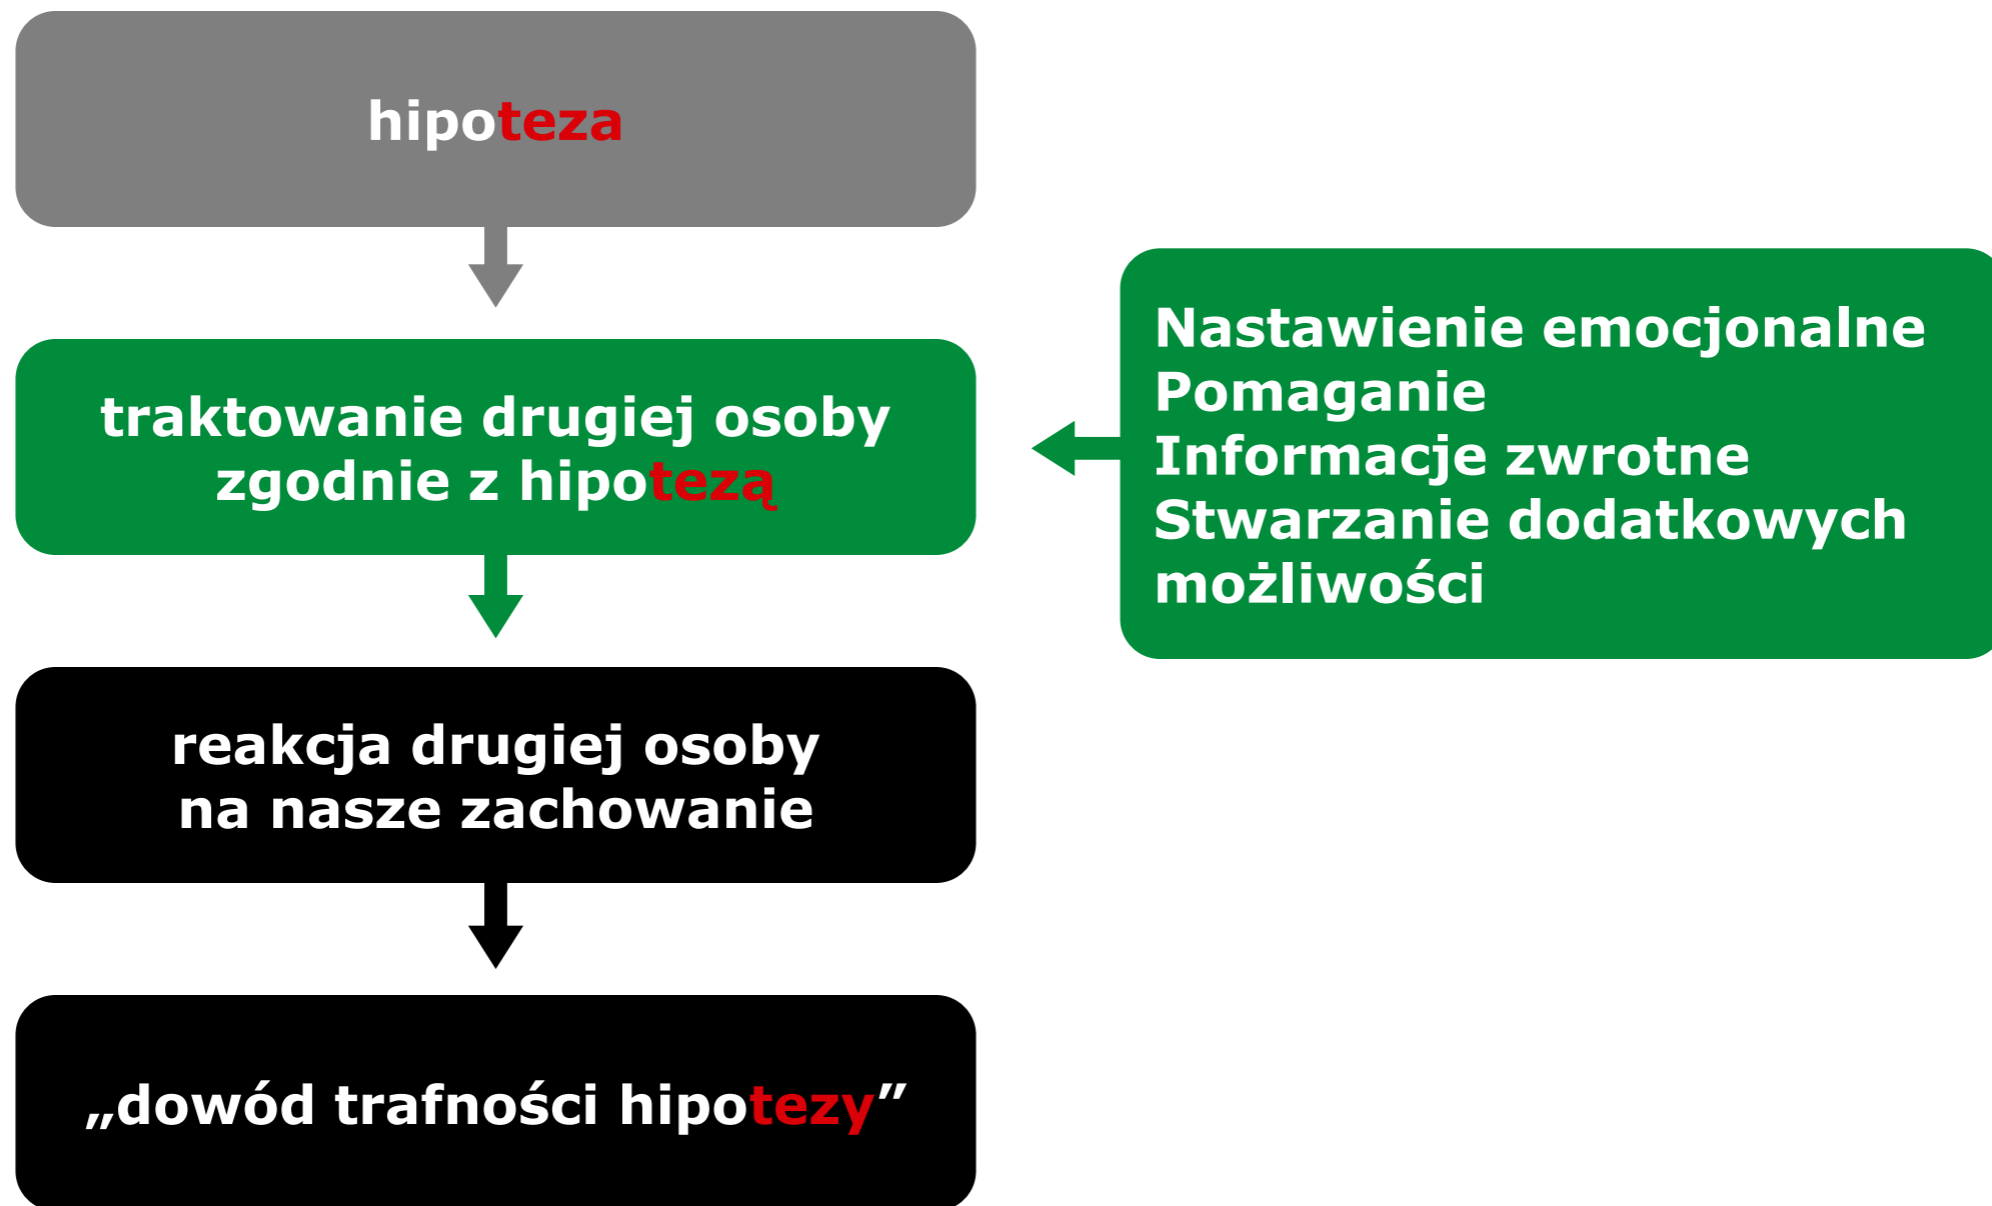 hipoteza
traktowanie drugiej osoby
zgodnie z hipotezą
Nastawienie emocjonalne
Pomaganie
Informacje zwrotne
Stwarzanie dodatkowych
możliwości
reakcja drugiej osoby
na nasze zachowanie
„dowód trafności hipotezy”